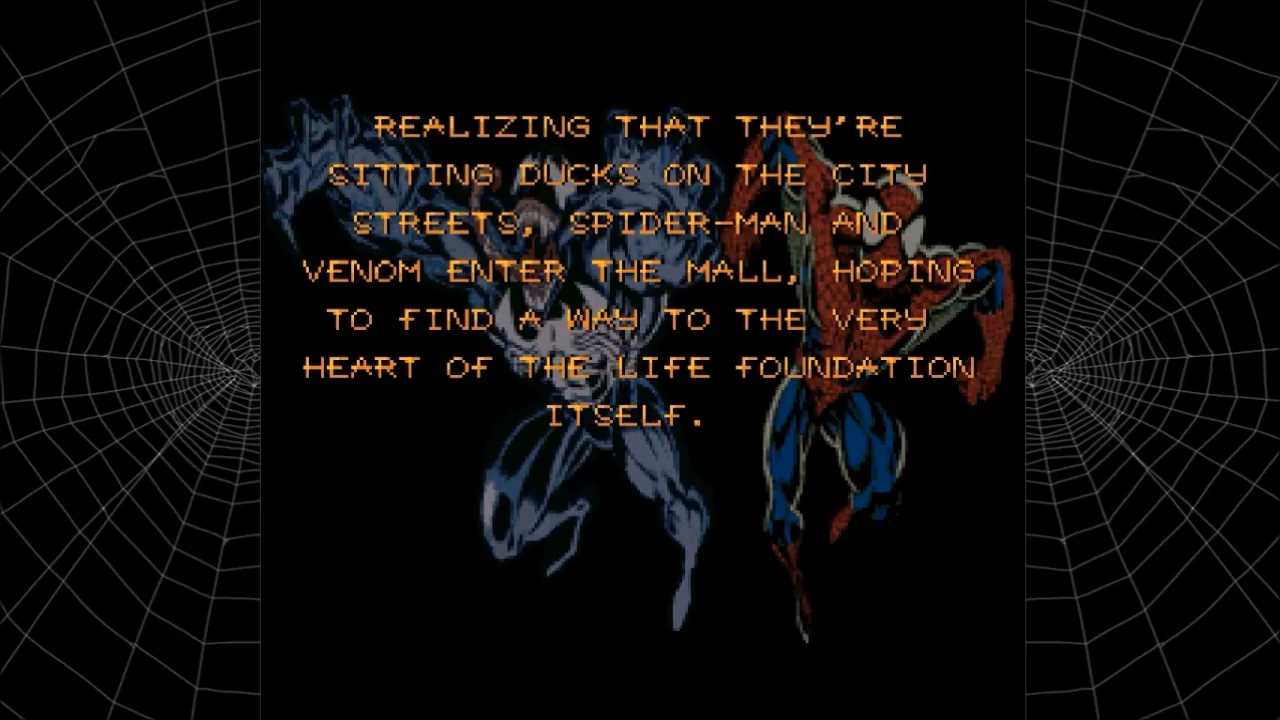 REALIZING THAT THEY'RE
SITTING DUCKS ON THE CITY
STREETS, SPIDER-MAN AND
VENOM ENTER THE MALL, HOPING
TO FIND A WAY TO THE VERY
HEART OF THE LIFE FOUNDATION
ITSELF.